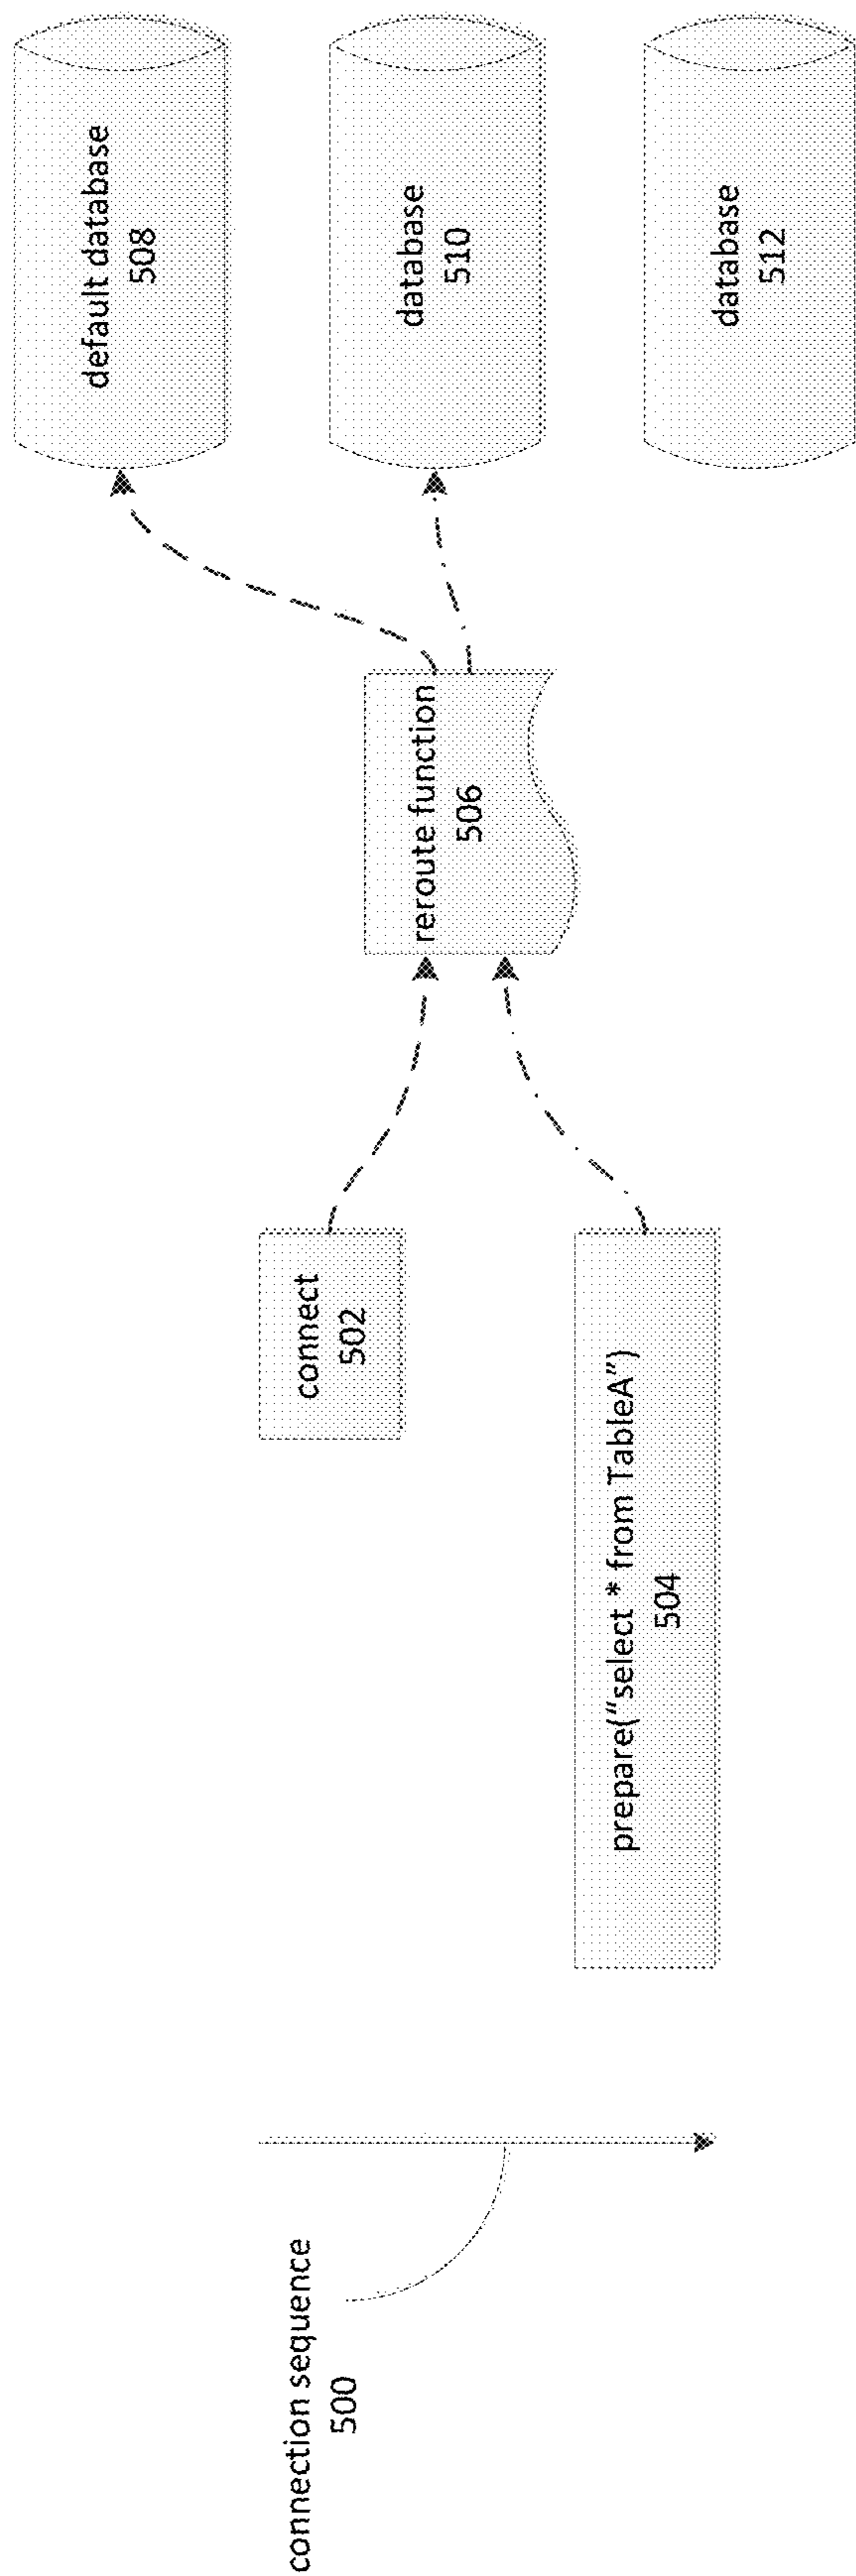 connection sequence
500
connect
502
prepare(“select * from TableA”)
504
reroute function
506
default database
508
database
510
database
512